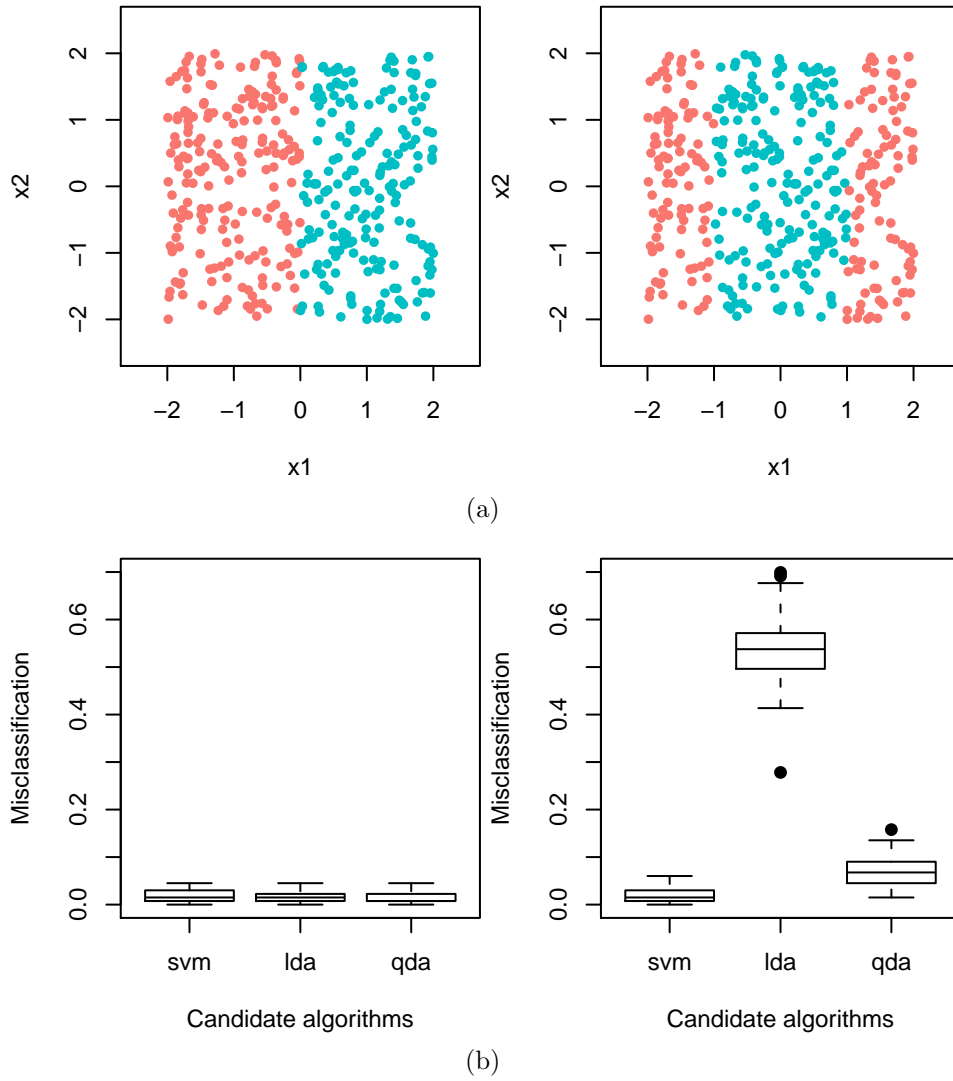 2
1
0
−1
−2
x2
−2 −1 0 1 2
x1
2
1
0
−1
−2
x2
−2 −1 0 1 2
x1
(a)
0.6
0.4
0.2
0.0
Misclassification
svm lda qda
Candidate algorithms
0.6
0.4
0.2
0.0
Misclassification
svm lda qda
Candidate algorithms
(b)